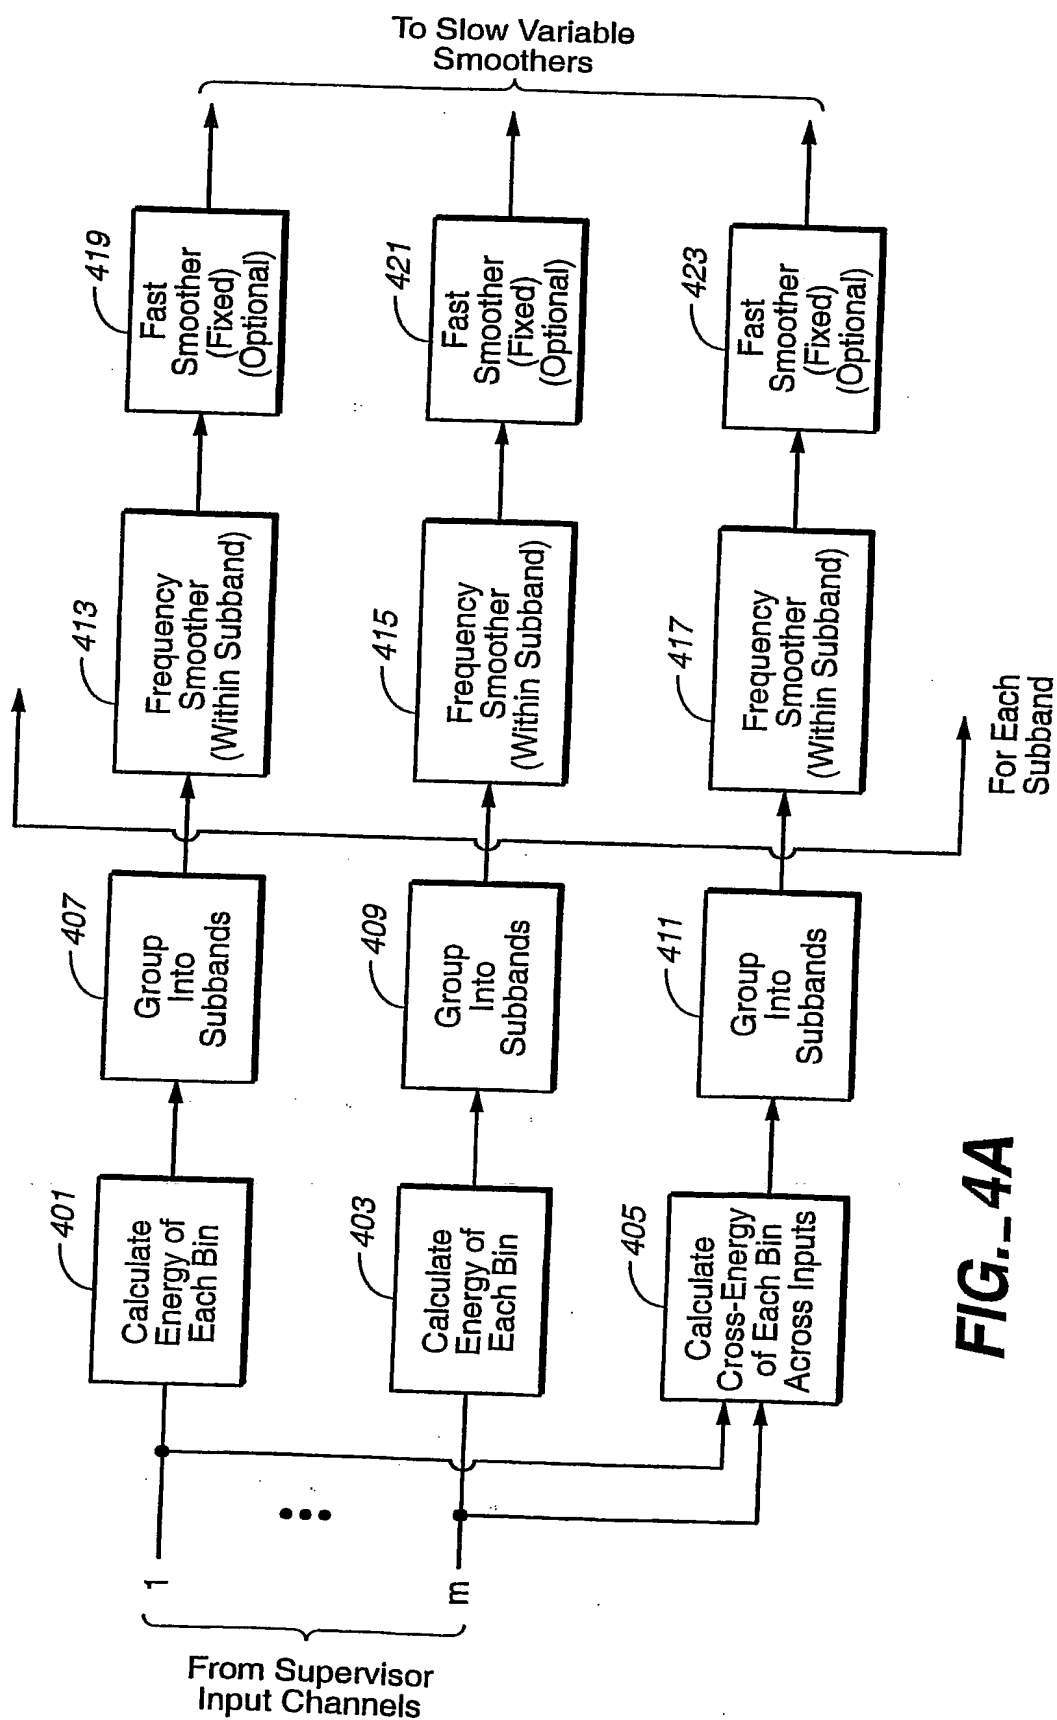 To Slow Variable
Smoothers
419
Fast
Smoother
(Fixed)
(Optional)
421
Fast
Smoother
(Fixed)
(Optional)
423
Fast
Smoother
(Fixed)
(Optional)
413
Frequency
Smoother
(Within Subband)
415
Frequency
Smoother
(Within Subband)
417
Frequency
Smoother
(Within Subband)
For Each
Subband
407
Group
Into
Subbands
409
Group
Into
Subbands
411
Group
Into
Subbands
401
Calculate
Energy of
Each Bin
403
Calculate
Energy of
Each Bin
405
Calculate
Cross-Energy
of Each Bin
Across Inputs
1
m
From Supervisor
Input Channels
FIG._4A